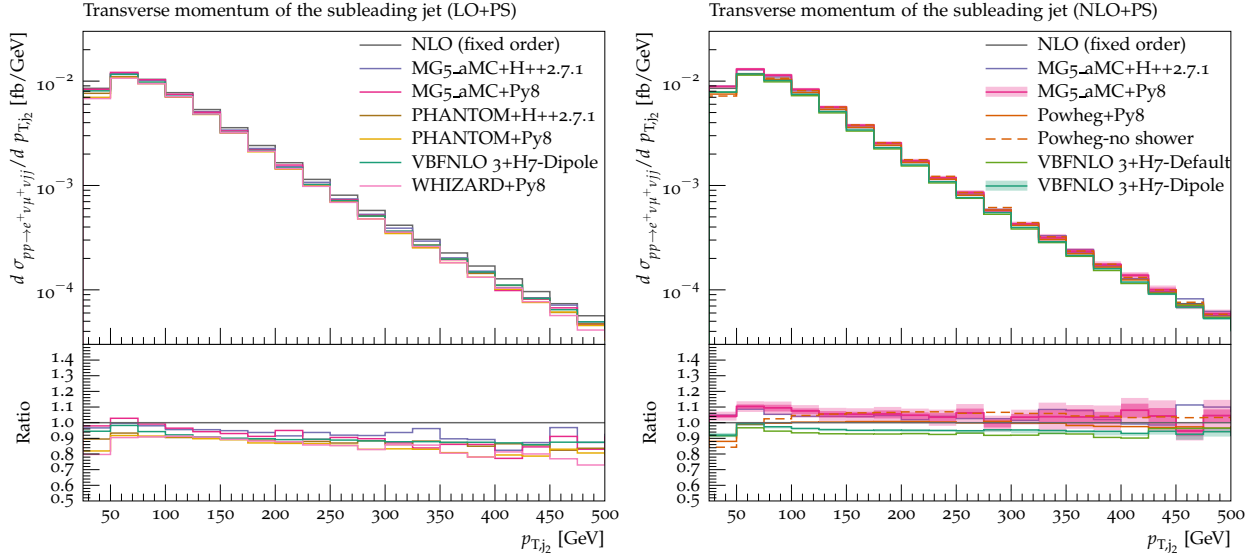 Transverse momentum of the subleading jet (LO+PS)
NLO (fixed order)
MG5_aMC+H++2.7.1
MG5_aMC+Py8
PHANTOM+H++2.7.1
PHANTOM+Py8
VBFNLO 3+H7-Dipole
WHIZARD+Py8
10⁻²
10⁻³
10⁻⁴
d σ_{pp→e⁺νμ⁺νjj}/d p_{T,j₂} [fb/GeV]
1.4
1.3
1.2
1.1
1.0
0.9
0.8
0.7
0.6
0.5
Ratio
50 100 150 200 250 300 350 400 450 500
p_{T,j₂} [GeV]
Transverse momentum of the subleading jet (NLO+PS)
NLO (fixed order)
MG5_aMC+H++2.7.1
MG5_aMC+Py8
Powheg+Py8
Powheg-no shower
VBFNLO 3+H7-Default
VBFNLO 3+H7-Dipole
10⁻²
10⁻³
10⁻⁴
d σ_{pp→e⁺νμ⁺νjj}/d p_{T,j₂} [fb/GeV]
1.4
1.3
1.2
1.1
1.0
0.9
0.8
0.7
0.6
0.5
Ratio
50 100 150 200 250 300 350 400 450 500
p_{T,j₂} [GeV]